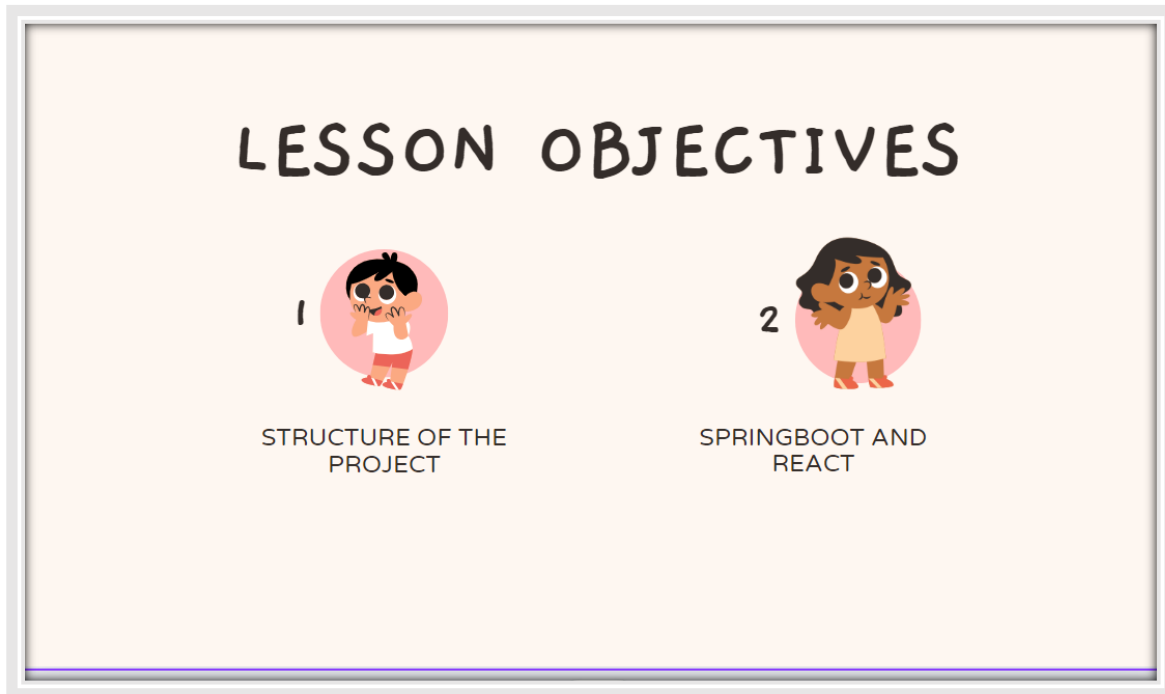 LESSON OBJECTIVES
1
STRUCTURE OF THE
PROJECT
2
SPRINGBOOT AND
REACT